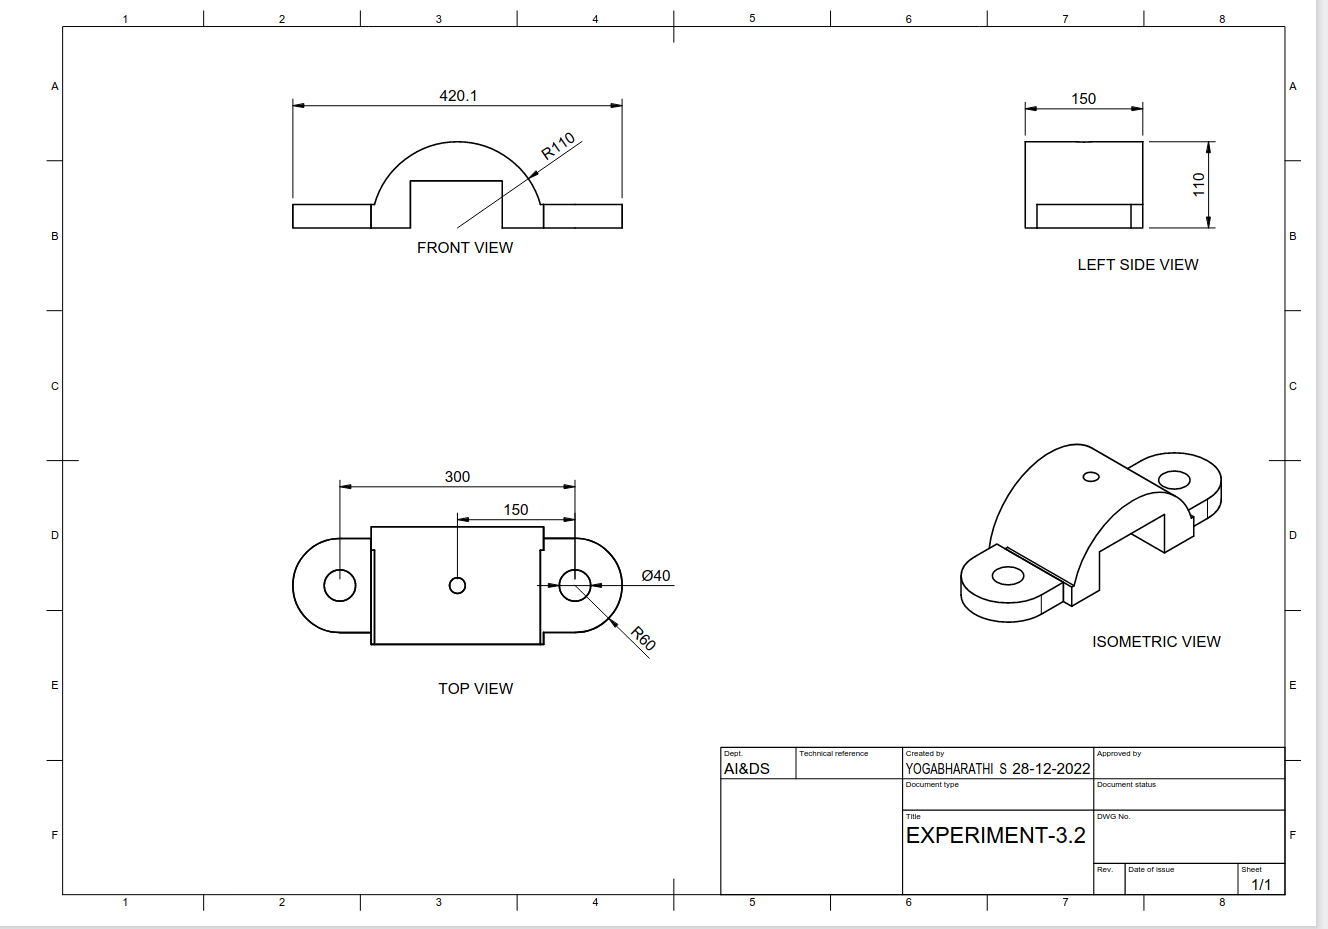 1 2 3 4 5 6 7 8
A A
420.1
150
R110
110
B B
FRONT VIEW
LEFT SIDE VIEW
C C
300
150
D D
Ø40
R60
ISOMETRIC VIEW
E E
TOP VIEW
Dept. Technical reference Created by Approved by
AI&DS YOGABHARATHI S 28-12-2022
Document type Document status
Title DWG No.
EXPERIMENT-3.2
F F
Rev. Date of issue Sheet
1/1
1 2 3 4 5 6 7 8